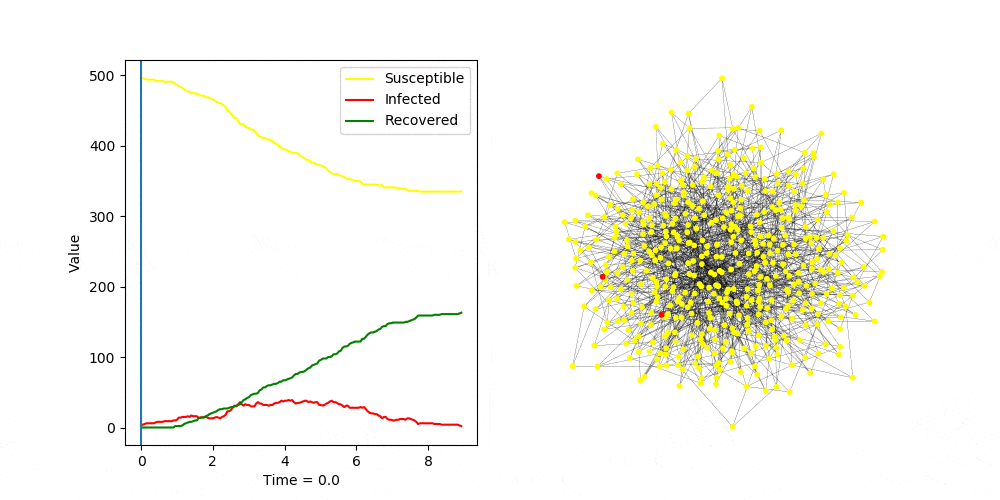 500
400
300
200
100
0
Value
Susceptible
Infected
Recovered
0 2 4 6 8
Time = 0.0